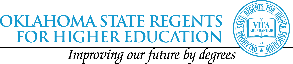 OKLAHOMA STATE REGENTS
FOR HIGHER EDUCATION
Improving our future by degrees